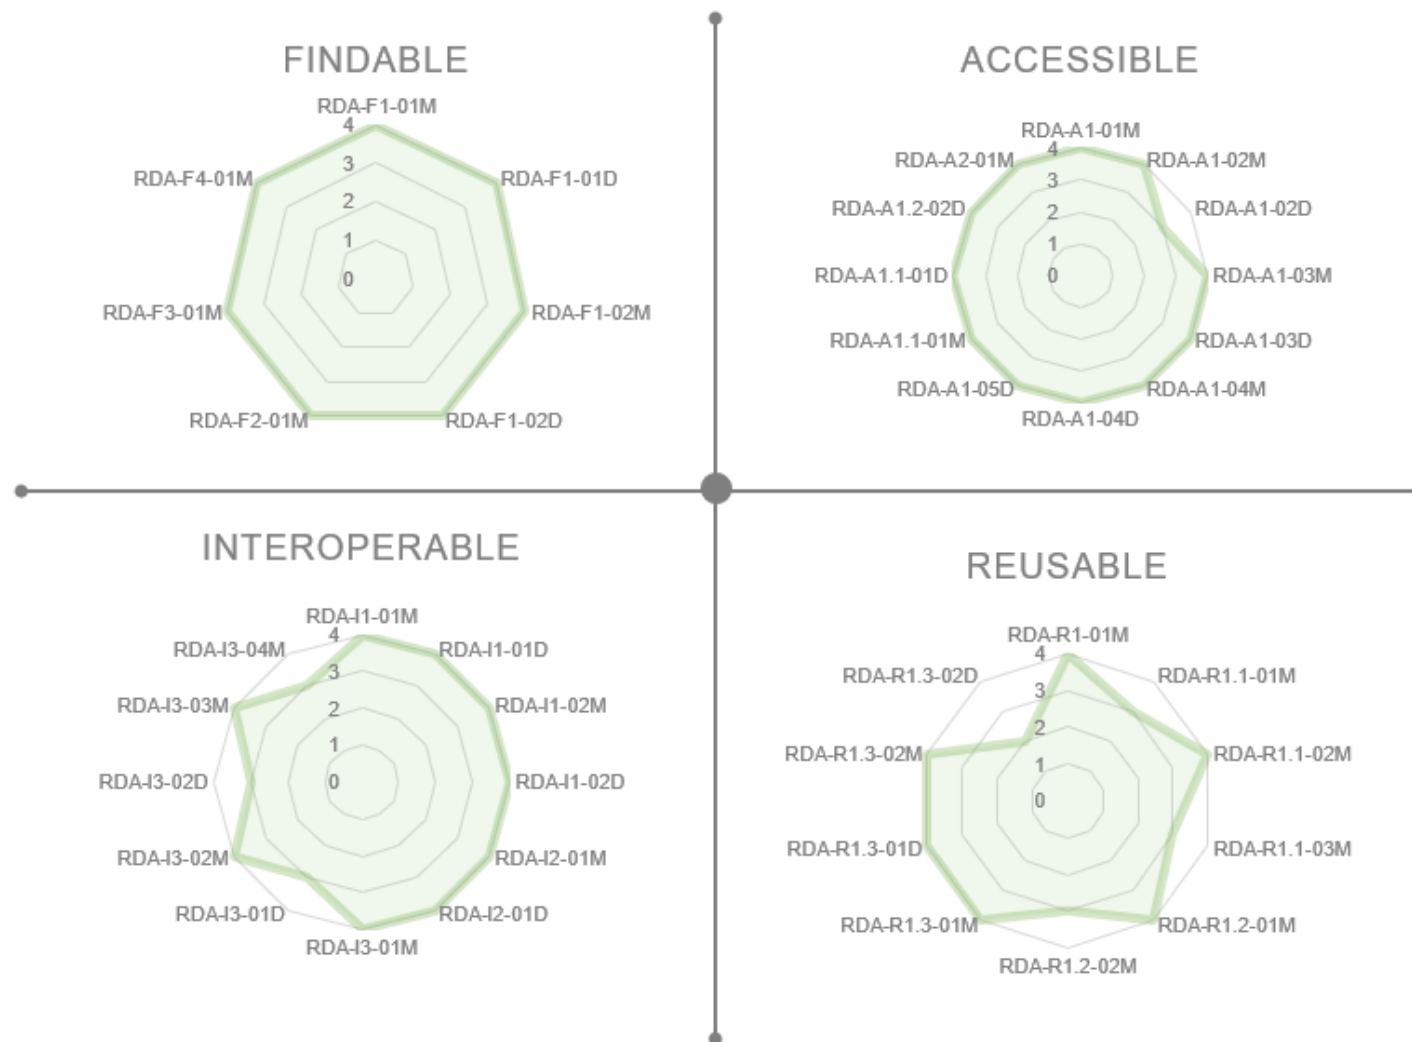 FINDABLE
RDA-F1-01M
4
3
2
1
0
RDA-F4-01M
RDA-F1-01D
RDA-F3-01M
RDA-F1-02M
RDA-F2-01M
RDA-F1-02D
ACCESSIBLE
RDA-A1-01M
4
3
2
1
0
RDA-A2-01M
RDA-A1-02M
RDA-A1.2-02D
RDA-A1-02D
RDA-A1.1-01D
RDA-A1-03M
RDA-A1.1-01M
RDA-A1-03D
RDA-A1-05D
RDA-A1-04M
RDA-A1-04D
INTEROPERABLE
RDA-I1-01M
4
3
2
1
0
RDA-I3-04M
RDA-I1-01D
RDA-I3-03M
RDA-I1-02M
RDA-I3-02D
RDA-I1-02D
RDA-I3-02M
RDA-I2-01M
RDA-I3-01D
RDA-I2-01D
RDA-I3-01M
REUSABLE
RDA-R1-01M
4
3
2
1
0
RDA-R1.3-02D
RDA-R1.1-01M
RDA-R1.3-02M
RDA-R1.1-02M
RDA-R1.3-01D
RDA-R1.1-03M
RDA-R1.3-01M
RDA-R1.2-01M
RDA-R1.2-02M